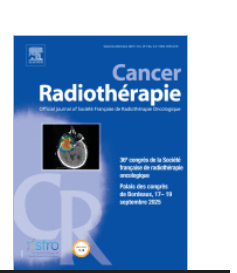 Cancer
Radiothérapie
Official Journal of Société Française de Radiothérapie Oncologique
36e congrès de la Société
française de radiothérapie
oncologique
Palais des congrès
de Bordeaux, 17– 19
septembre 2025
CR
sfro